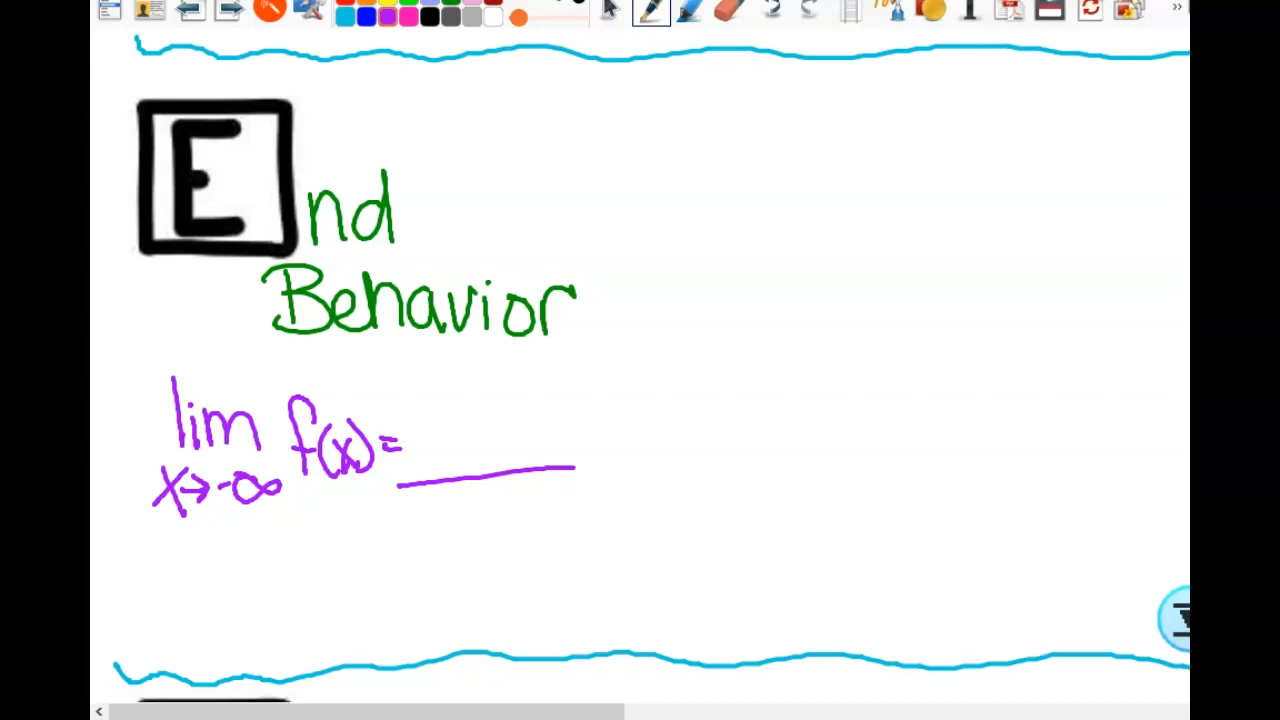 End
Behavior
lim f(x)= ____
x→-∞